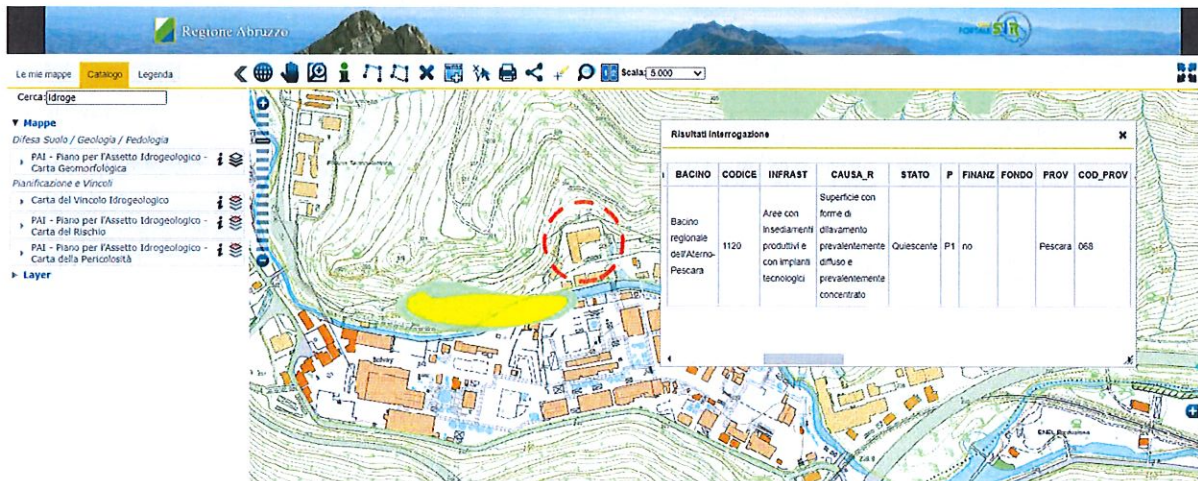 Regione Abruzzo
PORTALE
Le mie mappe Catalogo Legenda
Scala: 5.000
Cerca: Idroge
Mappe
Difesa Suolo / Geologia / Pedologia
PAI - Piano per l'Assetto Idrogeologico -
Carta Geomorfologica
Pianificazione e Vincoli
Carta del Vincolo Idrogeologico
PAI - Piano per l'Assetto Idrogeologico -
Carta del Rischio
PAI - Piano per l'Assetto Idrogeologico -
Carta della Pericolosità
Layer
Risultati interrogazione
BACINO CODICE INFRAST CAUSA_R STATO P FINANZ FONDO PROV COD_PROV
Bacino
regionale
dell'Aterno-
Pescara
1120
Aree con
insediamenti
produttivi e
con impianti
tecnologici
Superficie con
forme di
dilavamento
prevalentemente
diffuso e
prevalentemente
concentrato
Quiescente P1 no Pescara 068
Solvay